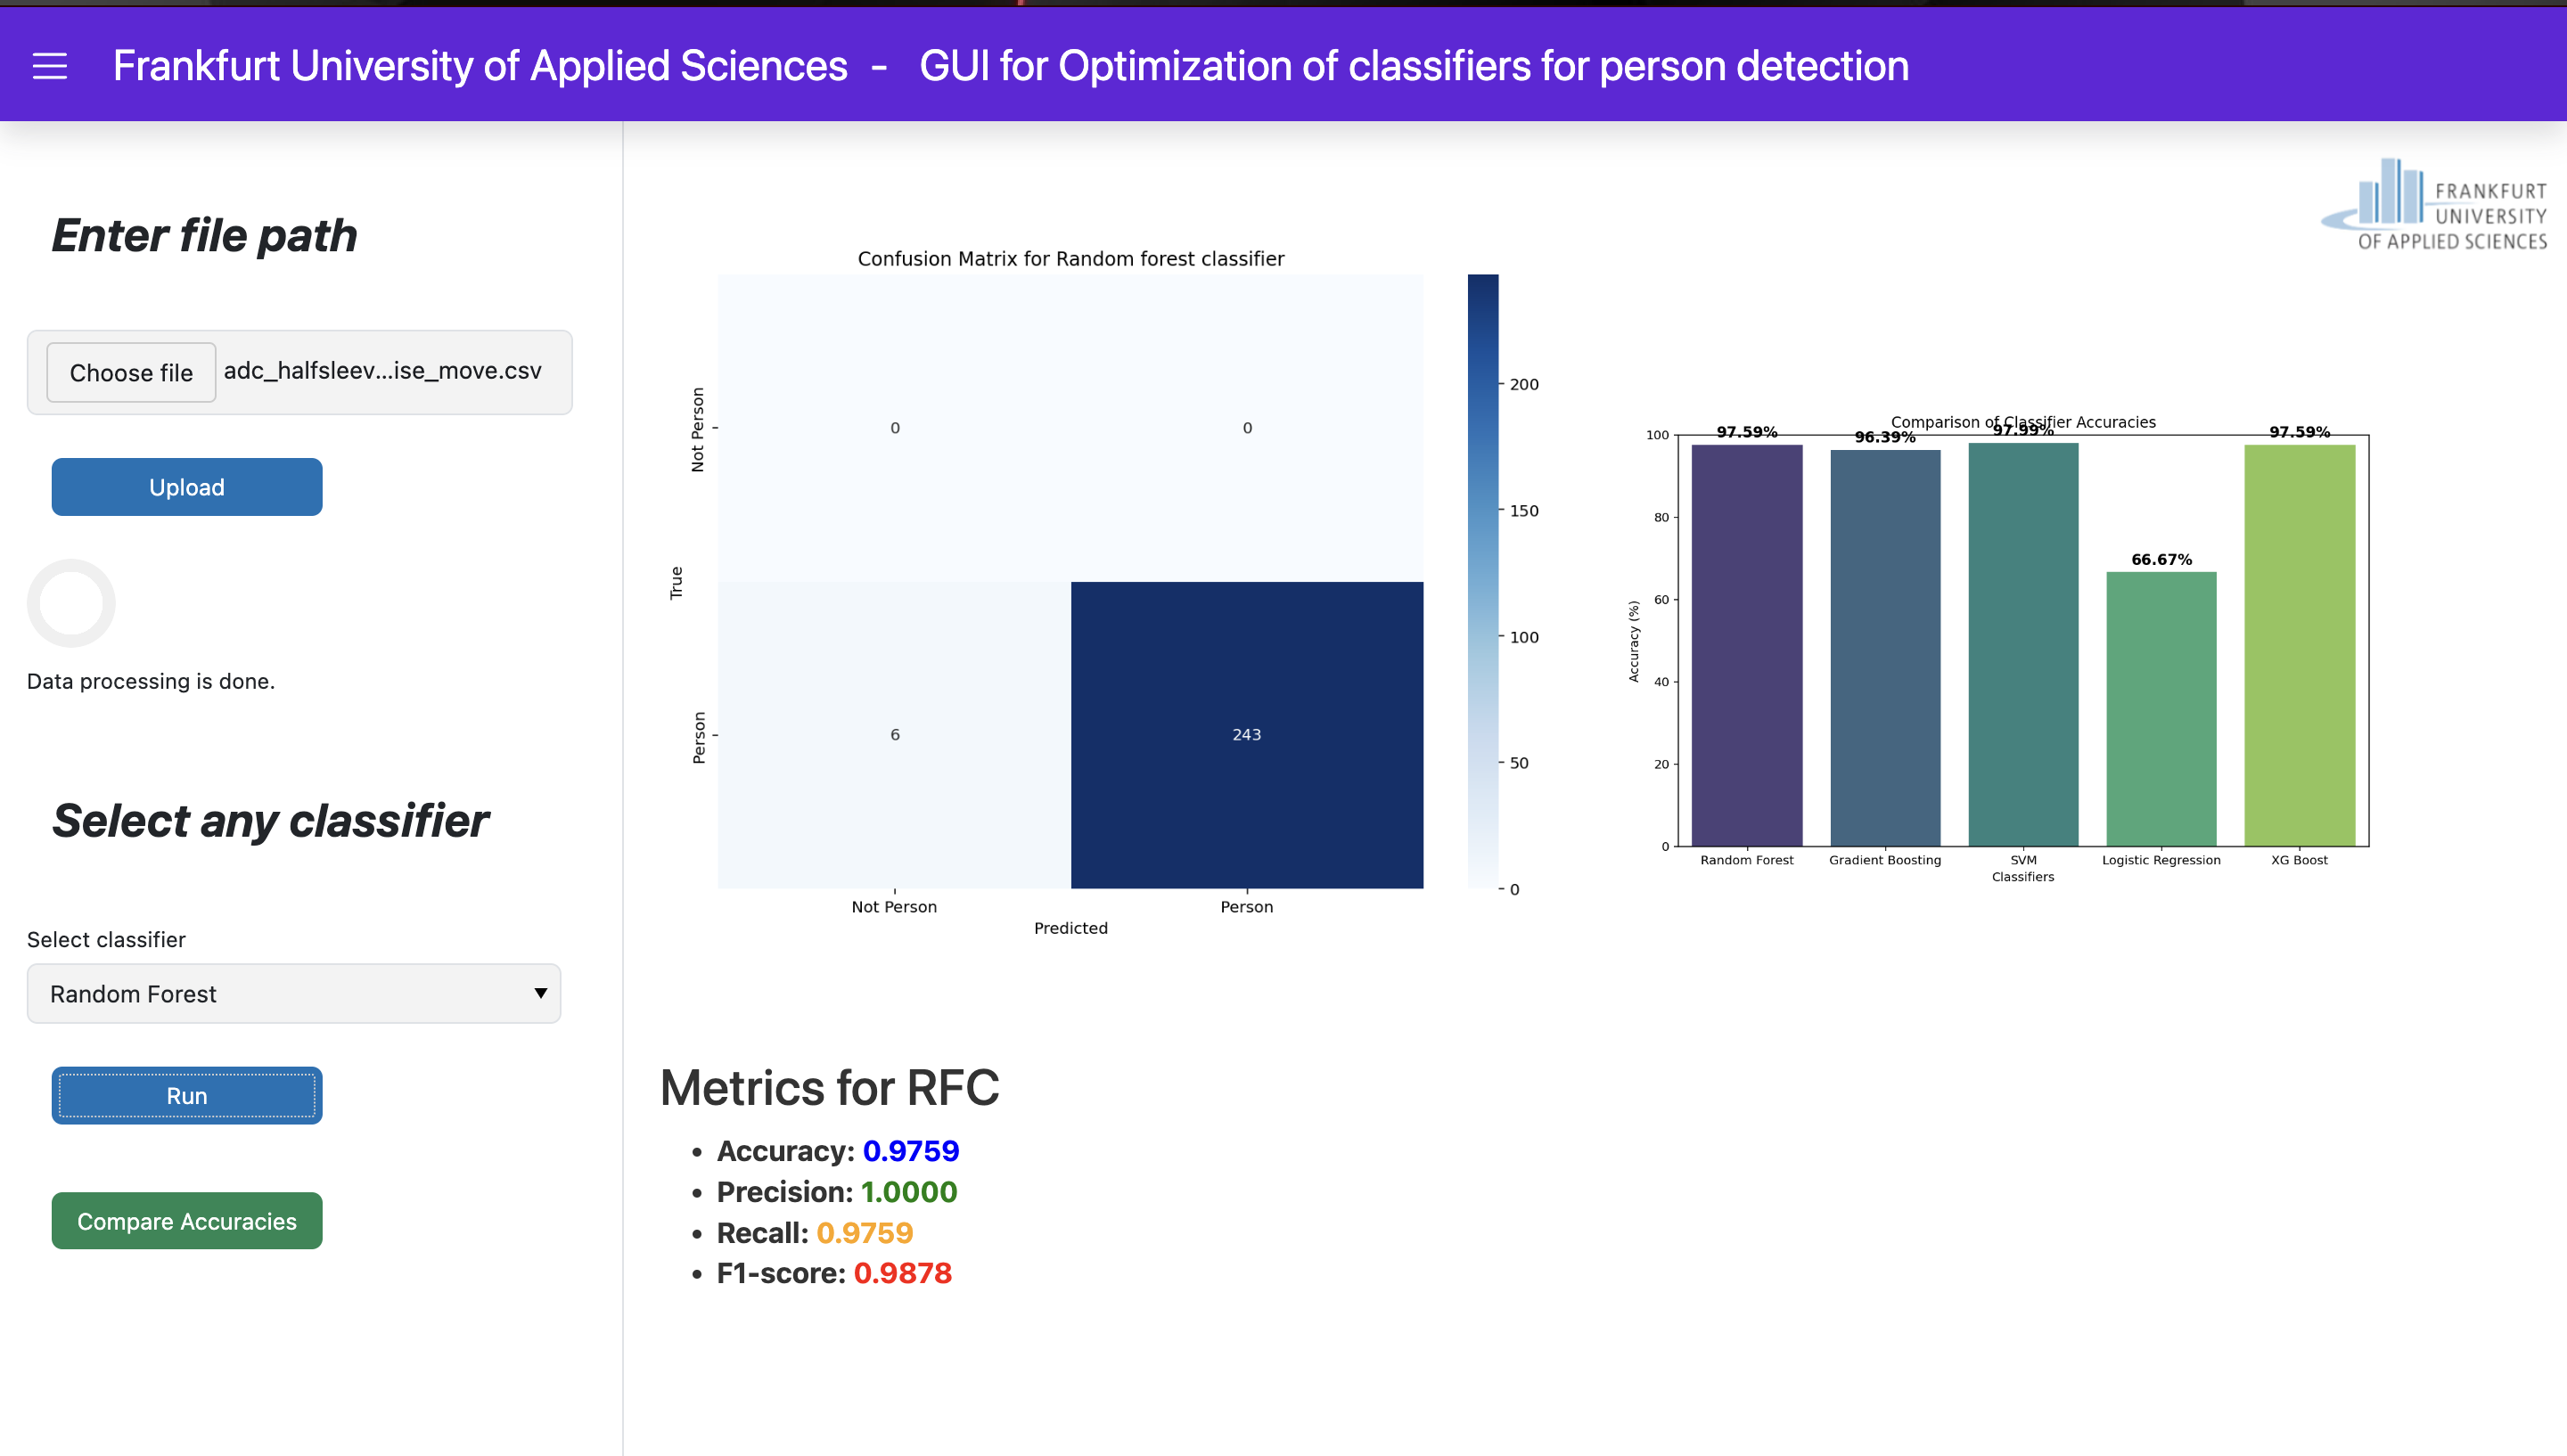 Frankfurt University of Applied Sciences - GUI for Optimization of classifiers for person detection
FRANKFURT
UNIVERSITY
OF APPLIED SCIENCES
Enter file path
Choose file adc_halfsleev...ise_move.csv
Upload
Data processing is done.
Select any classifier
Select classifier
Random Forest
Run
Compare Accuracies
Confusion Matrix for Random forest classifier
Not Person
0 0
True
Person
6 243
Not Person Person
Predicted
200
150
100
50
0
Comparison of Classifier Accuracies
97.59% 96.39% 97.99% 66.67% 97.59%
100
80
60
40
20
0
Accuracy (%)
Random Forest Gradient Boosting SVM Logistic Regression XG Boost
Classifiers
Metrics for RFC
• Accuracy: 0.9759
• Precision: 1.0000
• Recall: 0.9759
• F1-score: 0.9878